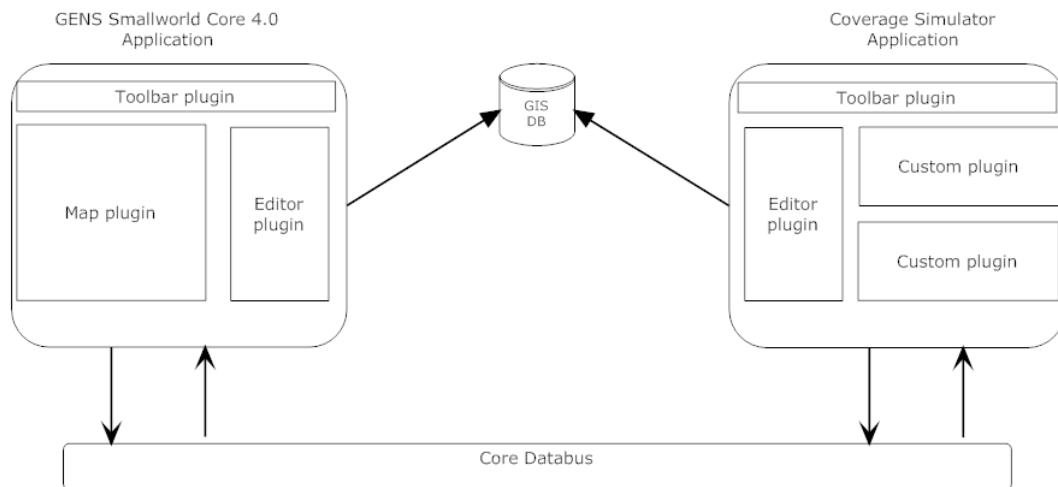 GENS Smallworld Core 4.0
Application
Toolbar plugin
Map plugin
Editor
plugin
GIS
DB
Coverage Simulator
Application
Toolbar plugin
Editor
plugin
Custom plugin
Custom plugin
Core Databus